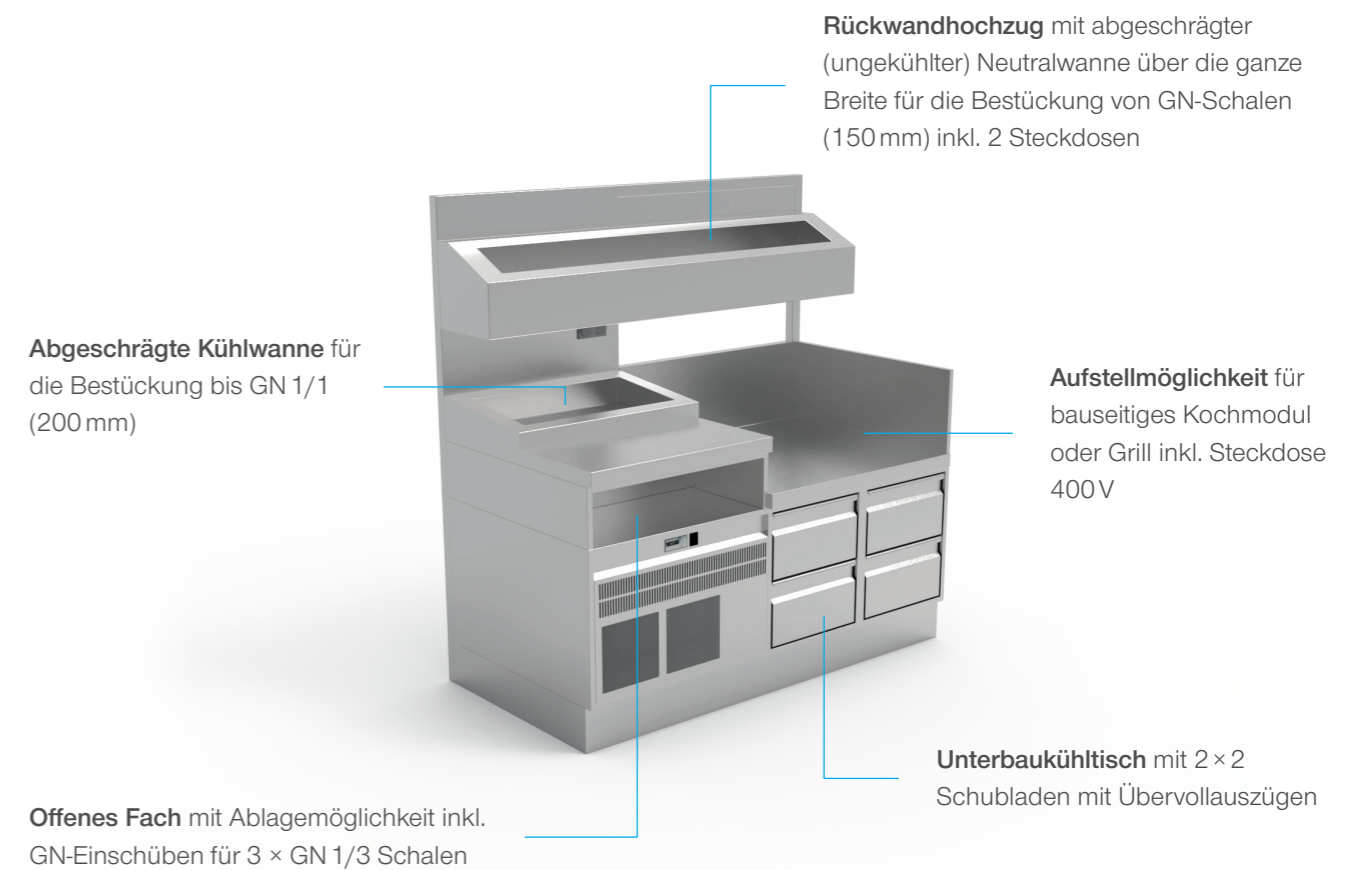 Rückwandhochzug mit abgeschrägter
(ungekühlter) Neutralwanne über die ganze
Breite für die Bestückung von GN-Schalen
(150 mm) inkl. 2 Steckdosen
Abgeschrägte Kühlwanne für
die Bestückung bis GN 1/1
(200 mm)
Aufstellmöglichkeit für
bauseitiges Kochmodul
oder Grill inkl. Steckdose
400 V
Unterbaukühltisch mit 2 × 2
Schubladen mit Übervollauszügen
Offenes Fach mit Ablagemöglichkeit inkl.
GN-Einschüben für 3 × GN 1/3 Schalen